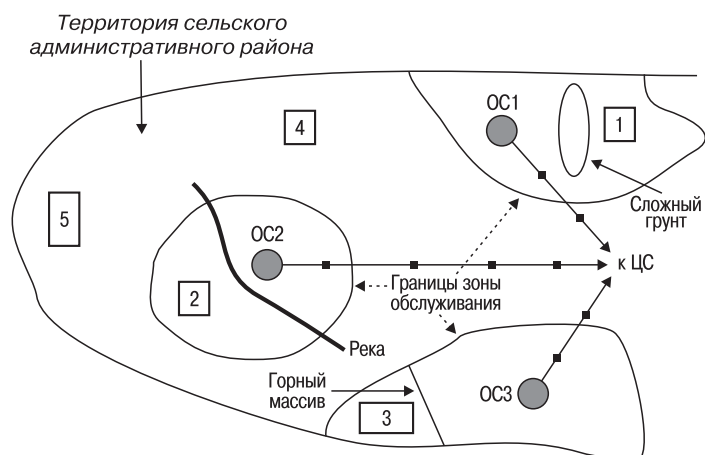 Территория сельского
административного района
4
ОС1
1
Сложный
грунт
5
ОС2
к ЦС
2
Границы зоны
обслуживания
Река
Горный
массив
ОС3
3